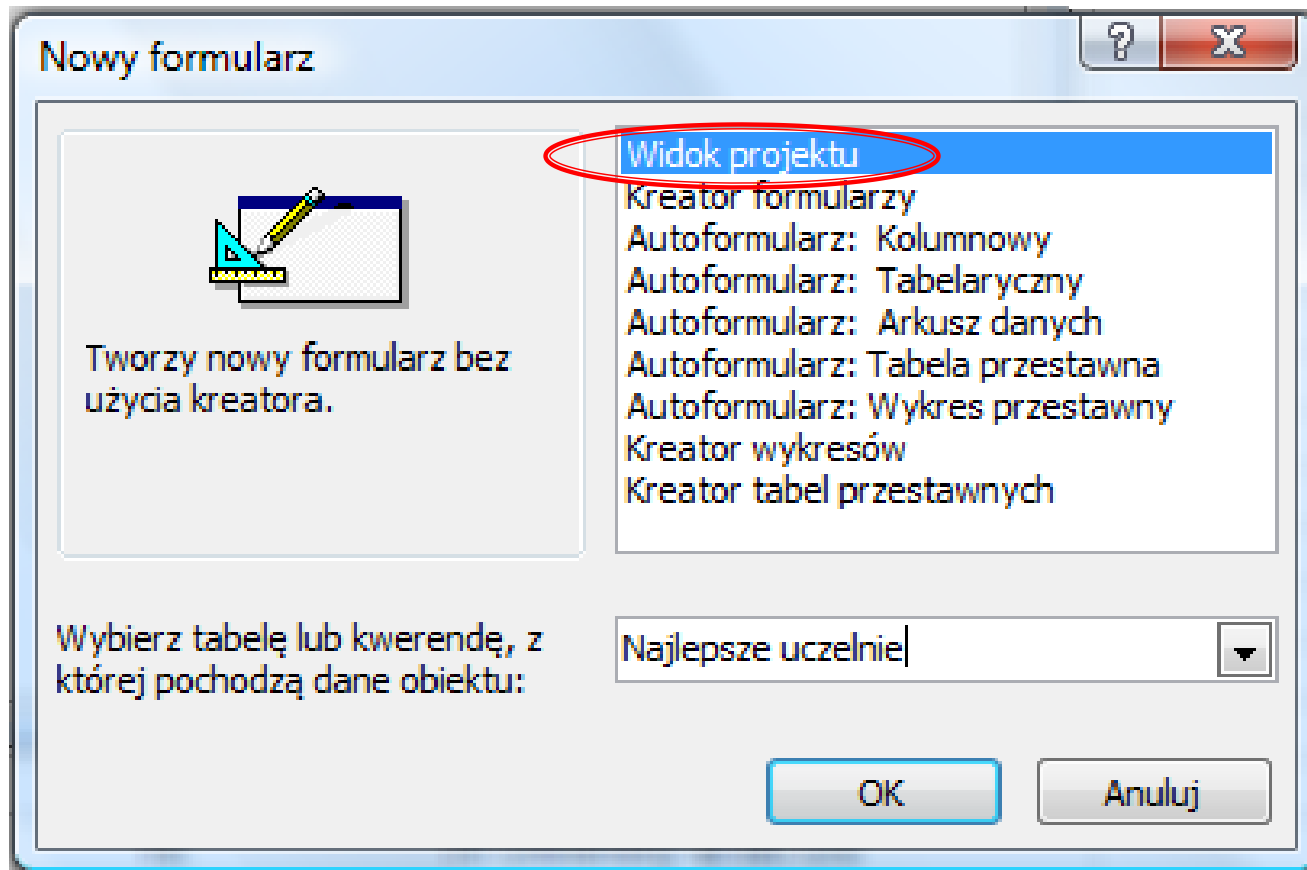 Nowy formularz
Widok projektu
Kreator formularzy
Autoformularz: Kolumnowy
Autoformularz: Tabelaryczny
Autoformularz: Arkusz danych
Autoformularz: Tabela przestawna
Autoformularz: Wykres przestawny
Kreator wykresów
Kreator tabel przestawnych
Tworzy nowy formularz bez
użycia kreatora.
Wybierz tabelę lub kwerendę, z
której pochodzą dane obiektu:
Najlepsze uczelnie
OK
Anuluj